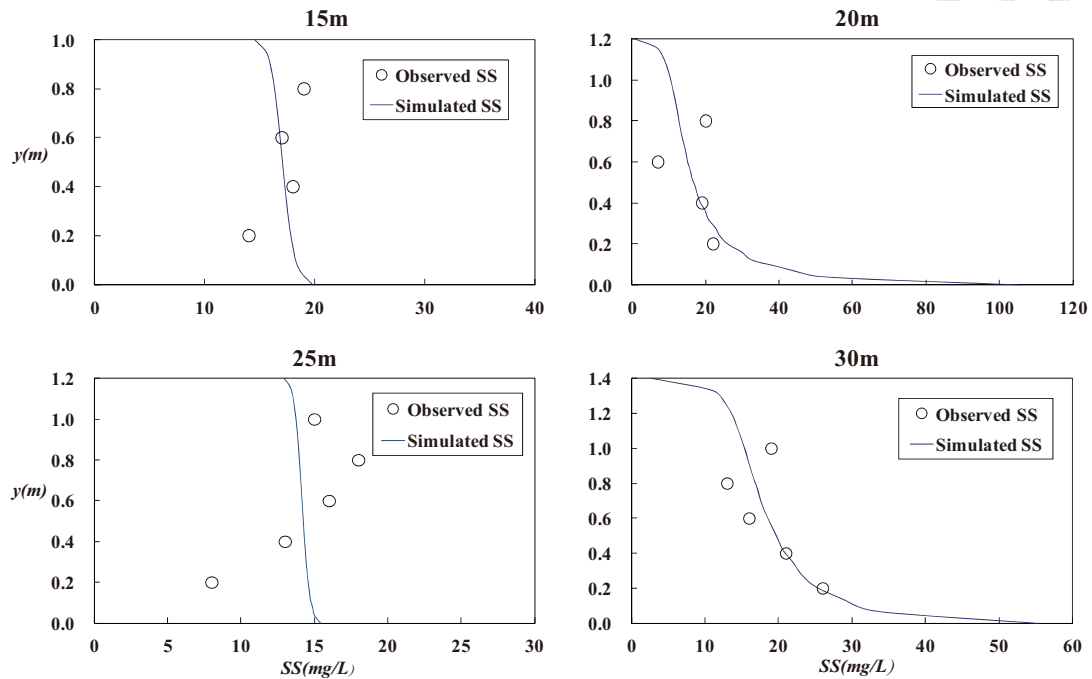 15m
1.0
0.8
0.6
0.4
0.2
0.0
y(m)
0 10 20 30 40
Observed SS
Simulated SS
20m
1.2
1.0
0.8
0.6
0.4
0.2
0.0
0 20 40 60 80 100 120
Observed SS
Simulated SS
25m
1.2
1.0
0.8
0.6
0.4
0.2
0.0
y(m)
0 5 10 15 20 25 30
SS(mg/L)
Observed SS
Simulated SS
30m
1.4
1.2
1.0
0.8
0.6
0.4
0.2
0.0
0 10 20 30 40 50 60
SS(mg/L)
Observed SS
Simulated SS